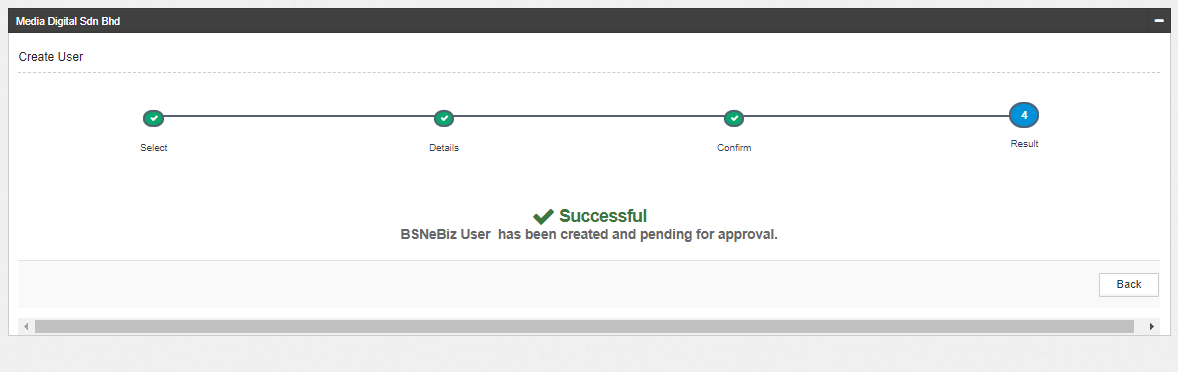 Media Digital Sdn Bhd
Create User
4
Select
Details
Confirm
Result
Successful
BSNeBiz User  has been created and pending for approval.
Back